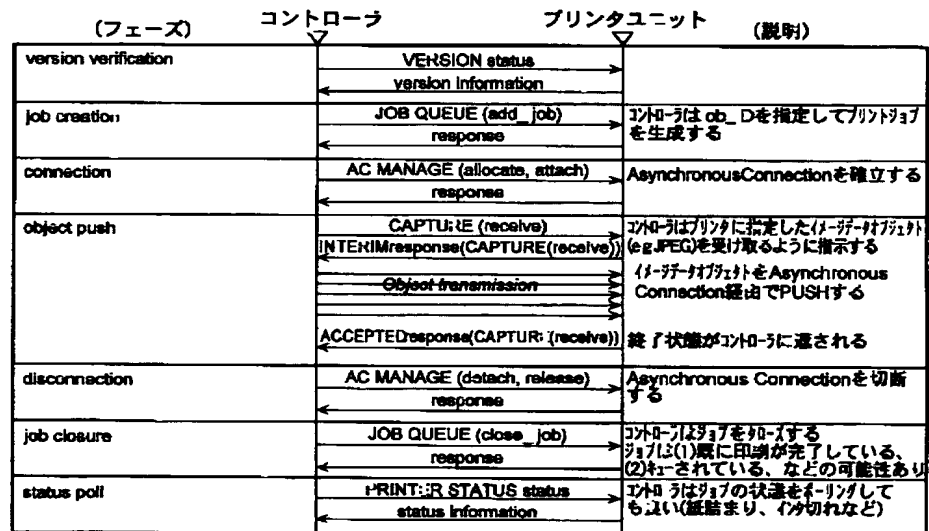 (フェーズ) コントローラ プリンタユニット (説明)
version verification VERSION status
version information
job creation JOB QUEUE (add_job) コントローラは ob_Dを指定してプリントジョブ
response を生成する
connection AC MANAGE (allocate, attach) AsynchronousConnectionを確立する
response
object push CAPTURE (receive) コントローラはプリンタに指定したイメージデータオブジェクト
INTERIMresponse(CAPTURE(receive)) (e.g.JPEG)を受け取るように指示する
Object transmission イメージデータオブジェクトをAsynchronous
Connection経由でPUSHする
ACCEPTEDresponse(CAPTURE(receive)) 終了状態がコントローラに返される
disconnection AC MANAGE (detach, release) Asynchronous Connectionを切断
response する
job closure JOB QUEUE (close_job) コントローラはジョブをクローズする
response ジョブは(1)既に印刷が完了している、
(2)キューされている、などの可能性あり
status poll PRINTER STATUS status コントローラはジョブの状態をポーリングして
status information も良い(紙詰まり、インク切れなど)